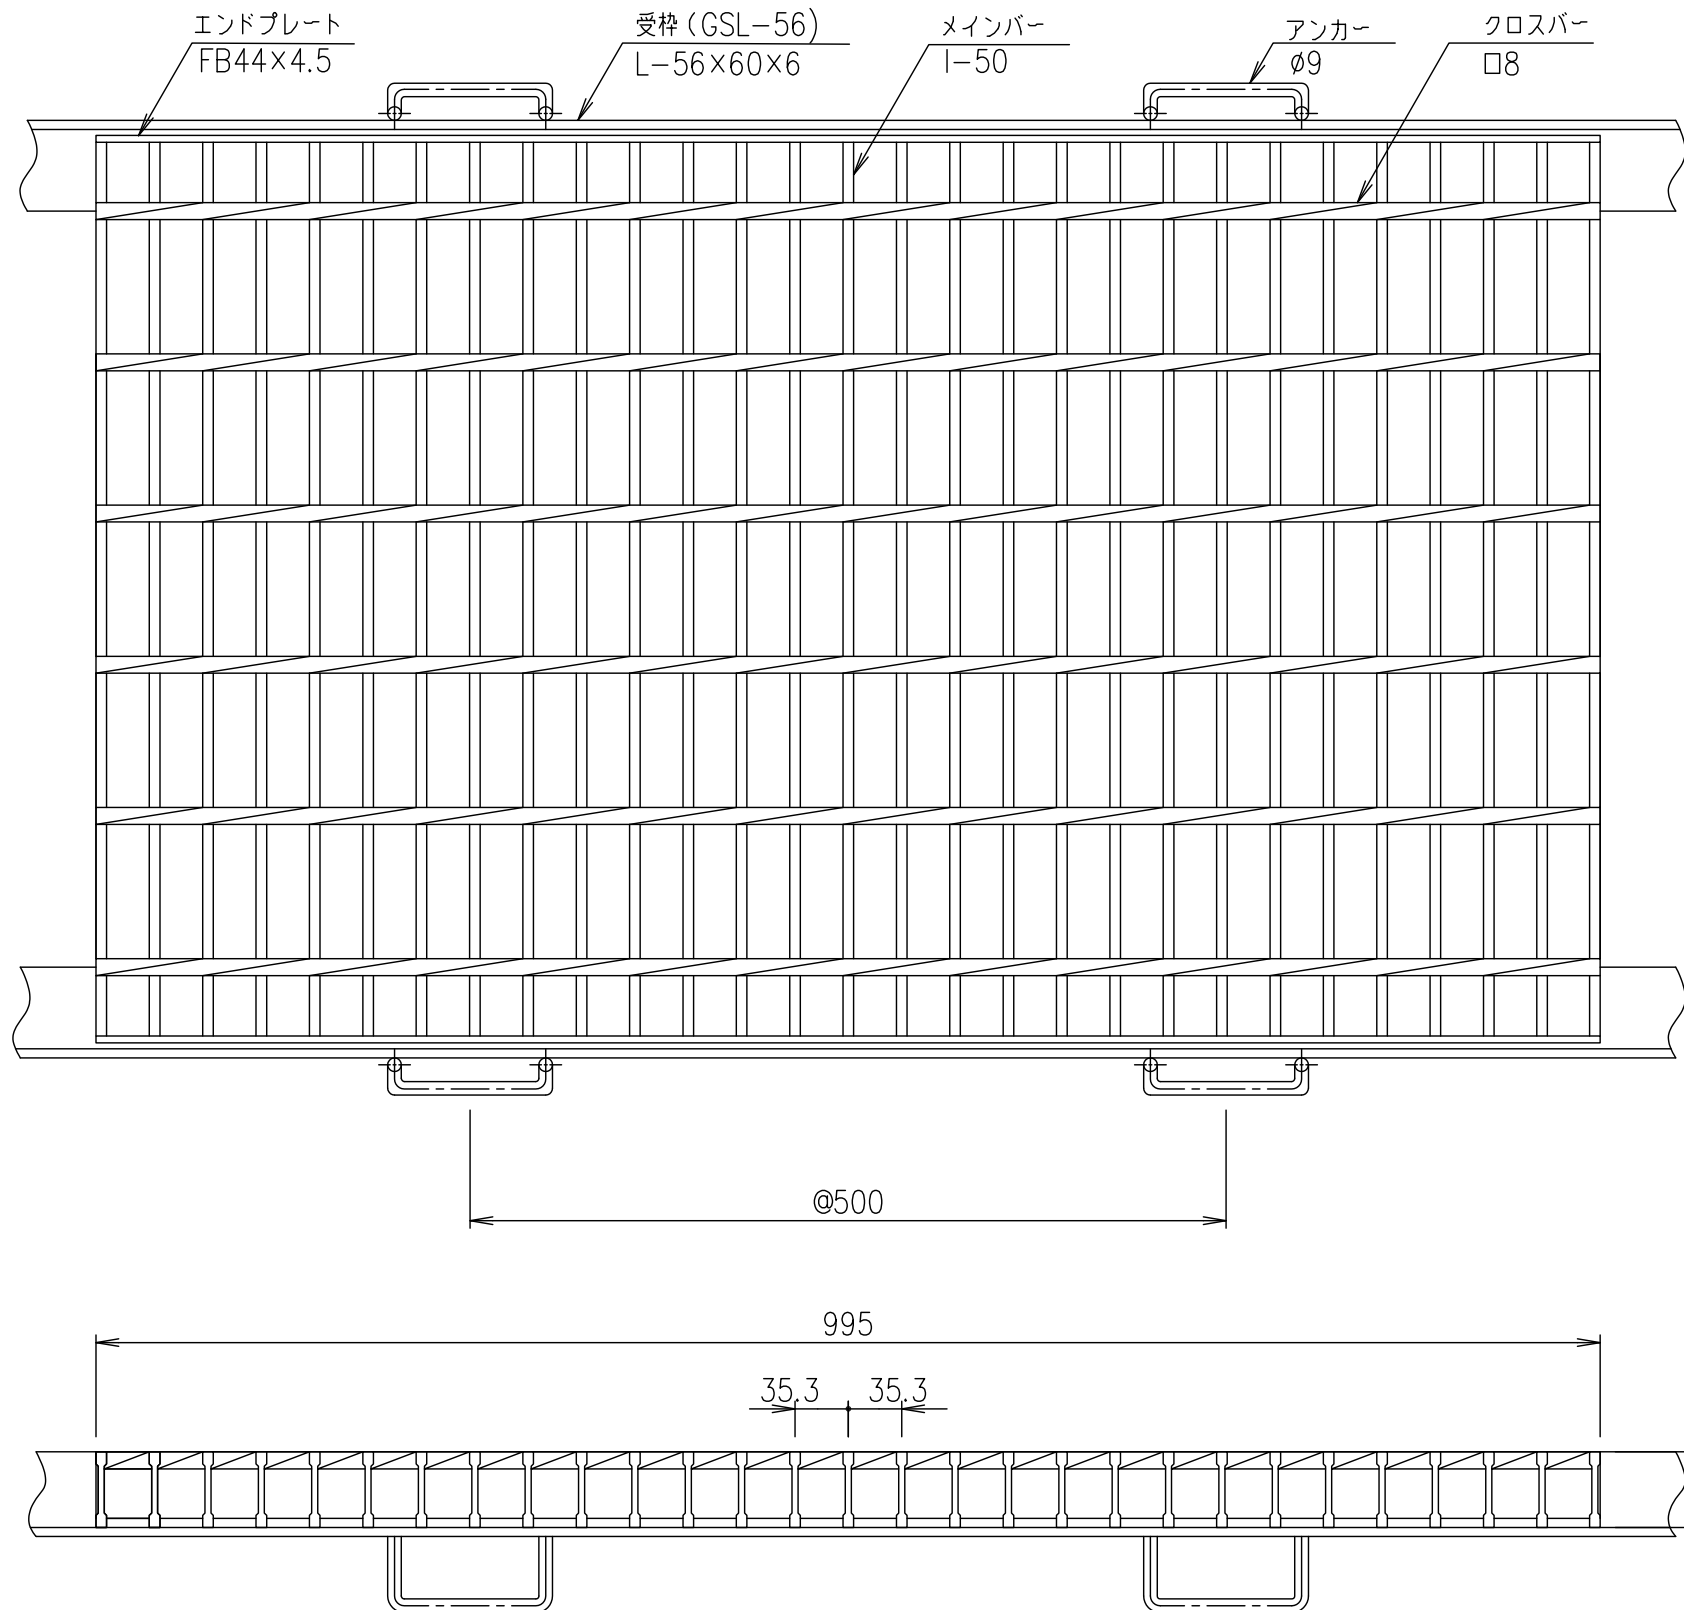 エンドプレート
FB44×4.5
受枠(GSL-56)
L-56×60×6
メインバー
I-50
アンカー
ø9
クロスバー
□8
@500
995
35.3
35.3